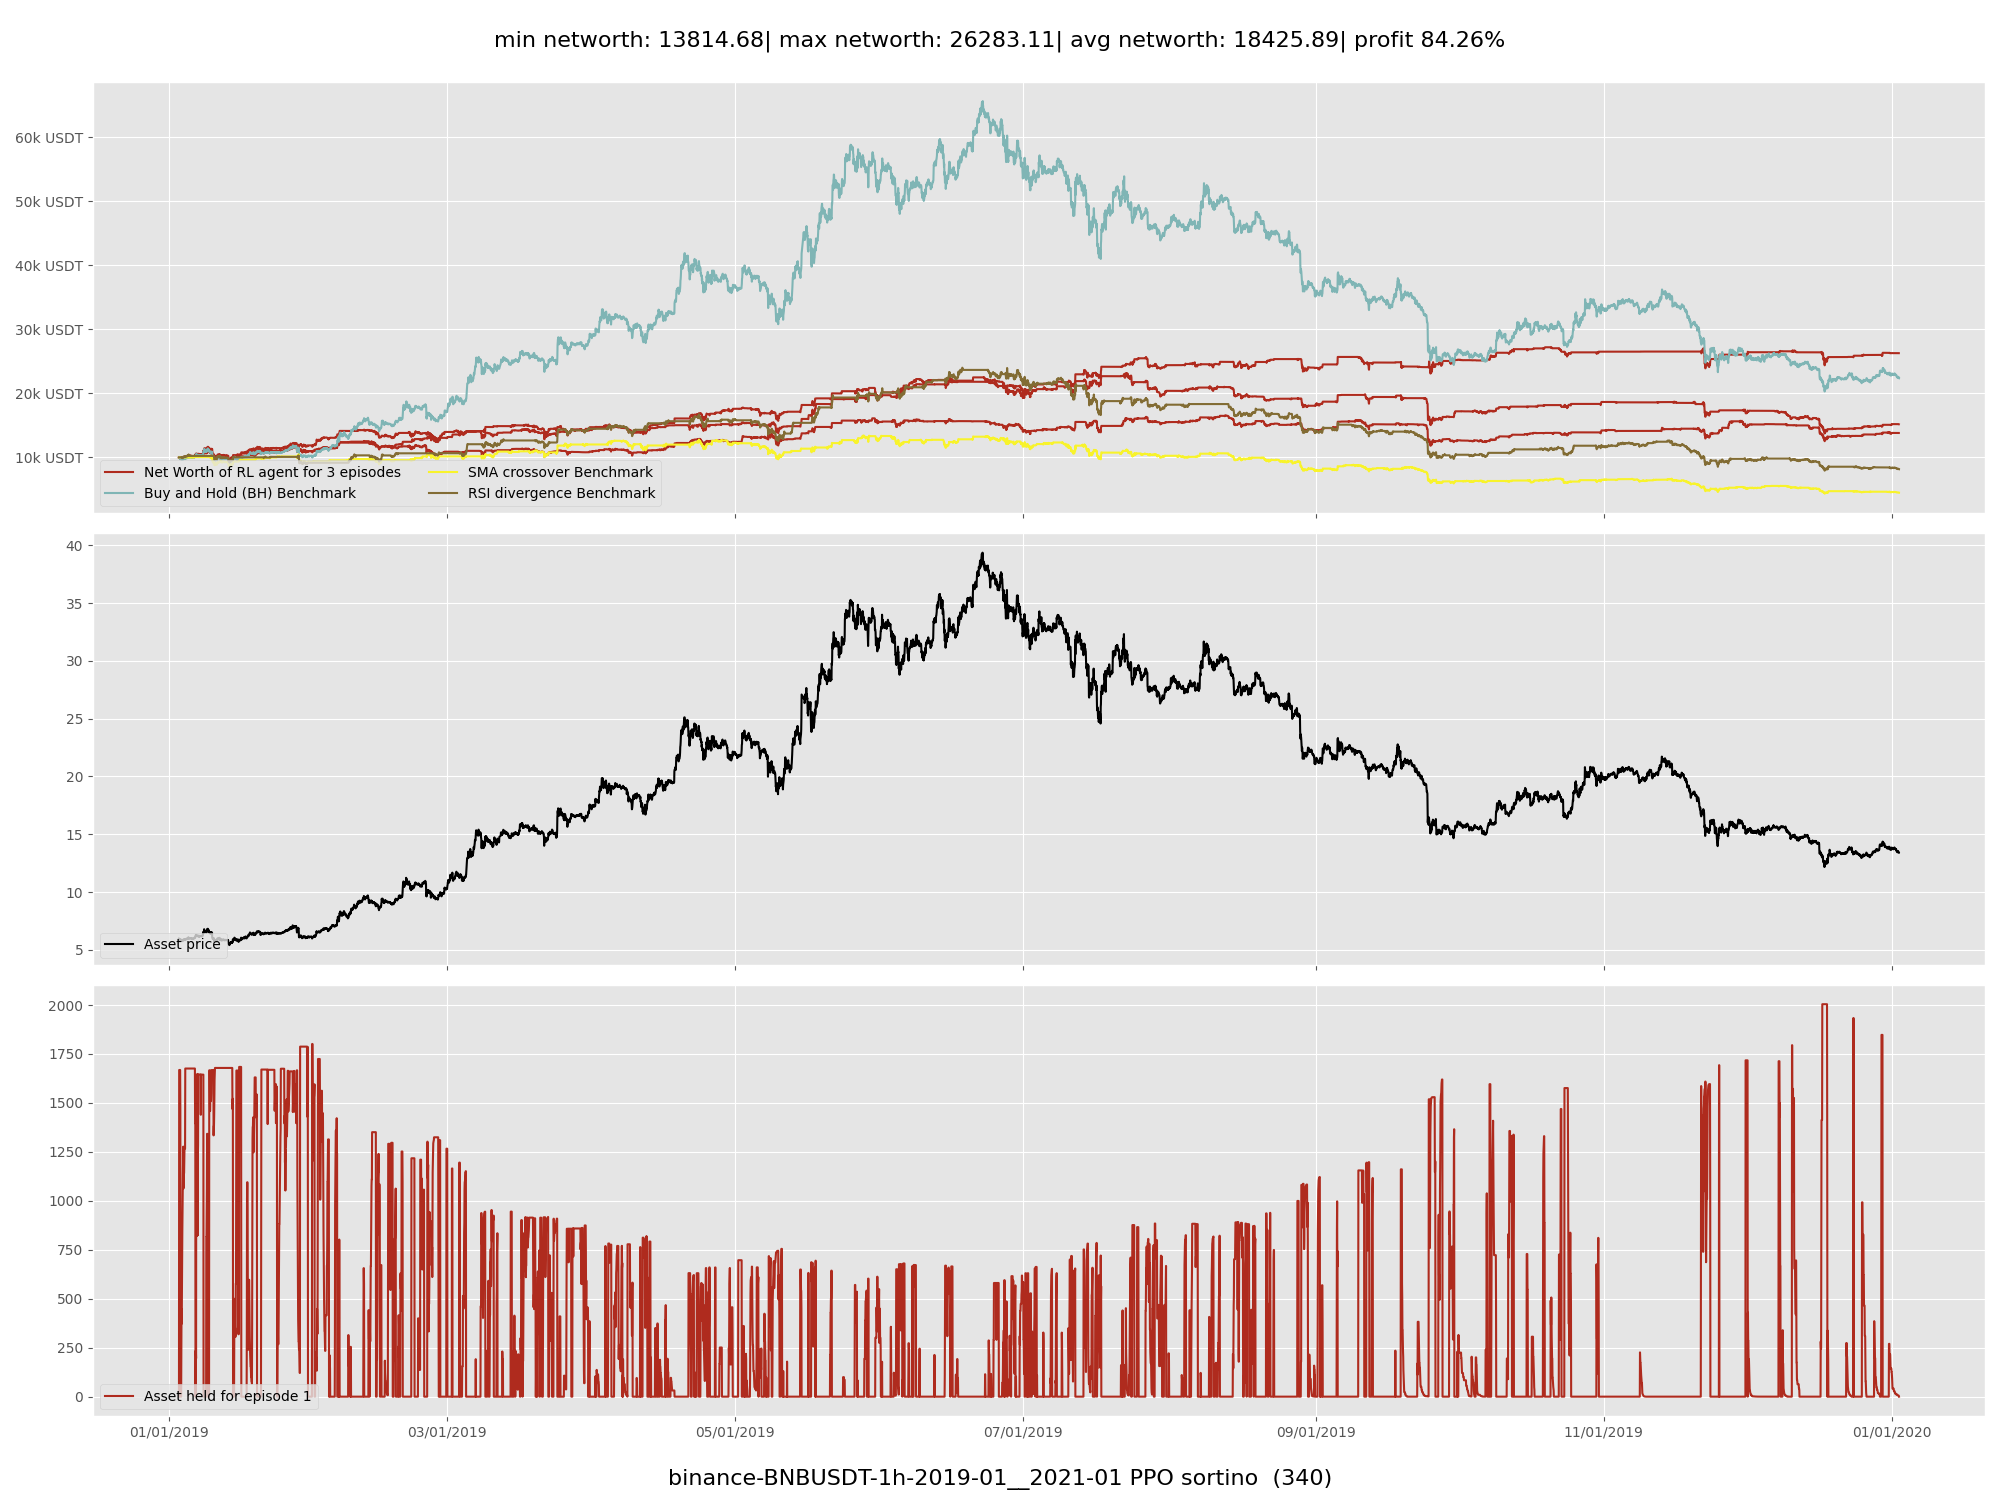 min networth: 13814.68| max networth: 26283.11| avg networth: 18425.89| profit 84.26%
60k USDT
50k USDT
40k USDT
30k USDT
20k USDT
10k USDT
Net Worth of RL agent for 3 episodes
Buy and Hold (BH) Benchmark
SMA crossover Benchmark
RSI divergence Benchmark
40
35
30
25
20
15
10
5
Asset price
2000
1750
1500
1250
1000
750
500
250
0
Asset held for episode 1
01/01/2019 03/01/2019 05/01/2019 07/01/2019 09/01/2019 11/01/2019 01/01/2020
binance-BNBUSDT-1h-2019-01__2021-01 PPO sortino (340)